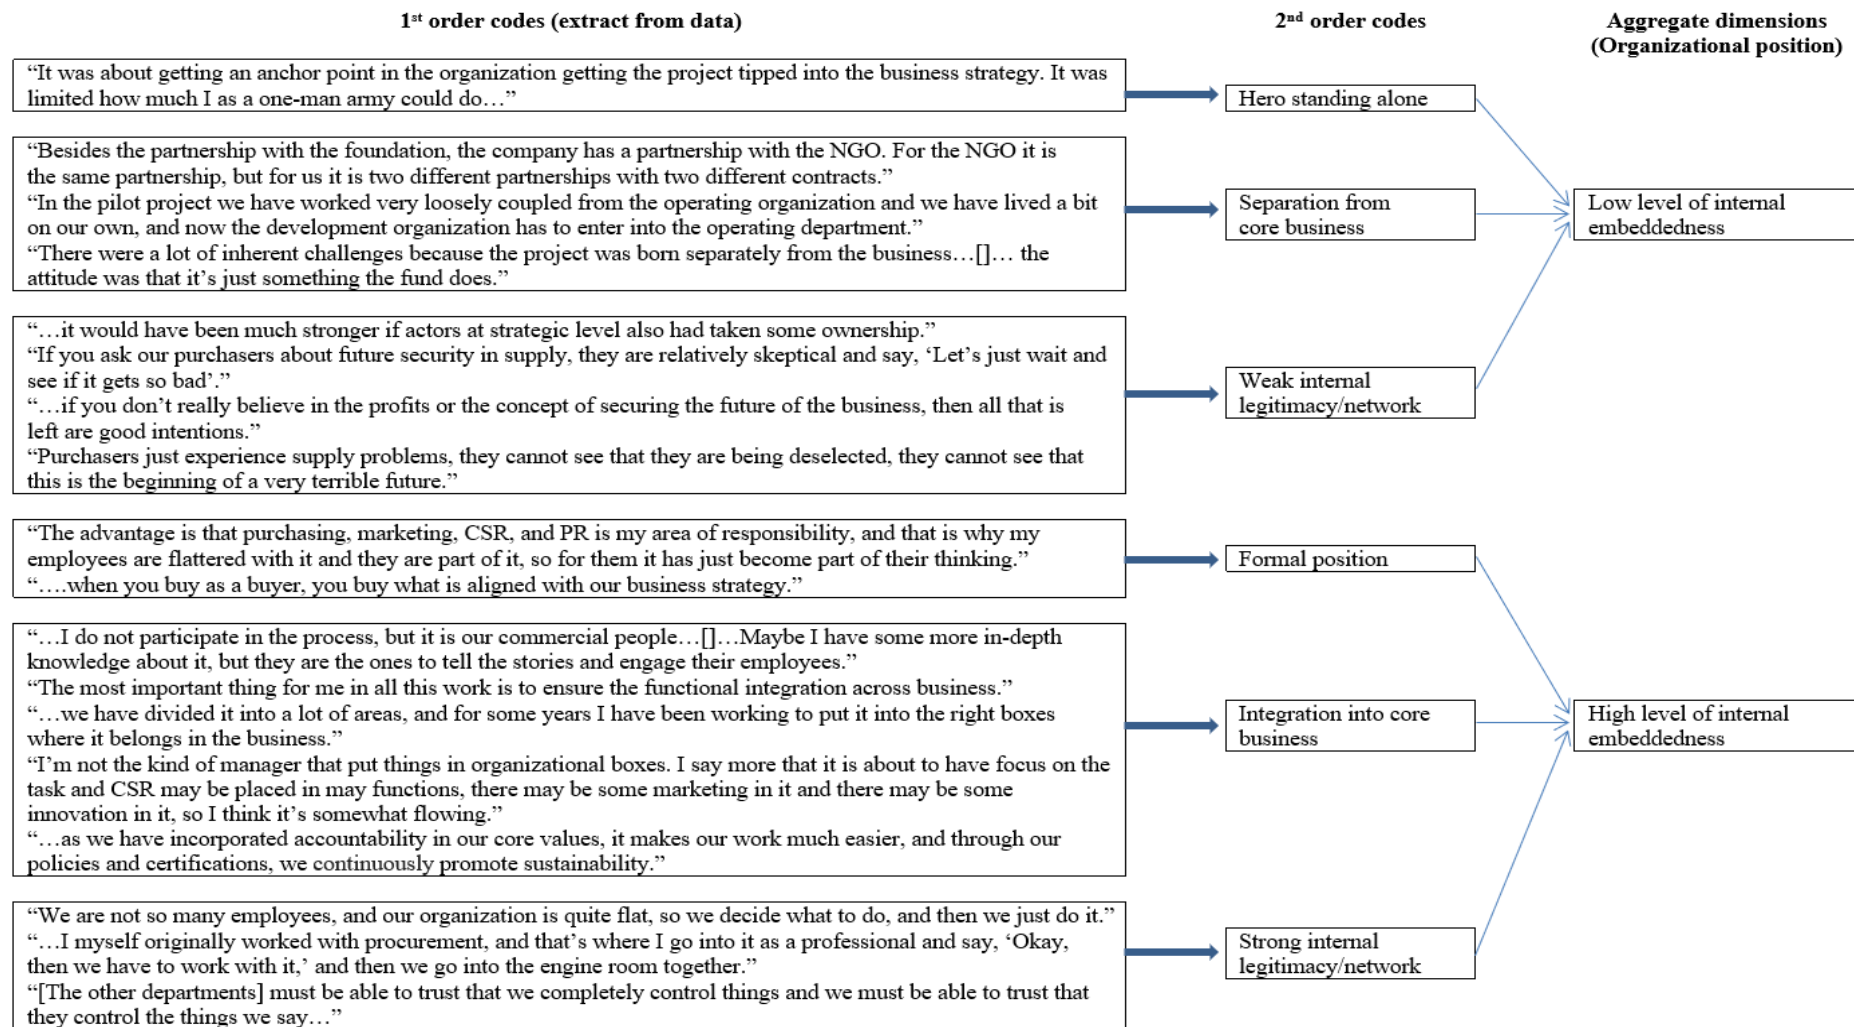 1st order codes (extract from data)
2nd order codes
Aggregate dimensions
(Organizational position)
“It was about getting an anchor point in the organization getting the project tipped into the business strategy. It was
limited how much I as a one-man army could do…”
Hero standing alone
“Besides the partnership with the foundation, the company has a partnership with the NGO. For the NGO it is
the same partnership, but for us it is two different partnerships with two different contracts.”
“In the pilot project we have worked very loosely coupled from the operating organization and we have lived a bit
on our own, and now the development organization has to enter into the operating department.”
“There were a lot of inherent challenges because the project was born separately from the business…[]… the
attitude was that it’s just something the fund does.”
Separation from
core business
Low level of internal
embeddedness
“…it would have been much stronger if actors at strategic level also had taken some ownership.”
“If you ask our purchasers about future security in supply, they are relatively skeptical and say, ‘Let’s just wait and
see if it gets so bad’.”
“…if you don’t really believe in the profits or the concept of securing the future of the business, then all that is
left are good intentions.”
“Purchasers just experience supply problems, they cannot see that they are being deselected, they cannot see that
this is the beginning of a very terrible future.”
Weak internal
legitimacy/network
“The advantage is that purchasing, marketing, CSR, and PR is my area of responsibility, and that is why my
employees are flattered with it and they are part of it, so for them it has just become part of their thinking.”
“….when you buy as a buyer, you buy what is aligned with our business strategy.”
Formal position
“…I do not participate in the process, but it is our commercial people…[]…Maybe I have some more in-depth
knowledge about it, but they are the ones to tell the stories and engage their employees.”
“The most important thing for me in all this work is to ensure the functional integration across business.”
“…we have divided it into a lot of areas, and for some years I have been working to put it into the right boxes
where it belongs in the business.”
“I’m not the kind of manager that put things in organizational boxes. I say more that it is about to have focus on the
task and CSR may be placed in may functions, there may be some marketing in it and there may be some
innovation in it, so I think it’s somewhat flowing.”
“…as we have incorporated accountability in our core values, it makes our work much easier, and through our
policies and certifications, we continuously promote sustainability.”
Integration into core
business
High level of internal
embeddedness
“We are not so many employees, and our organization is quite flat, so we decide what to do, and then we just do it.”
“…I myself originally worked with procurement, and that’s where I go into it as a professional and say, ‘Okay,
then we have to work with it,’ and then we go into the engine room together.”
“[The other departments] must be able to trust that we completely control things and we must be able to trust that
they control the things we say…”
Strong internal
legitimacy/network